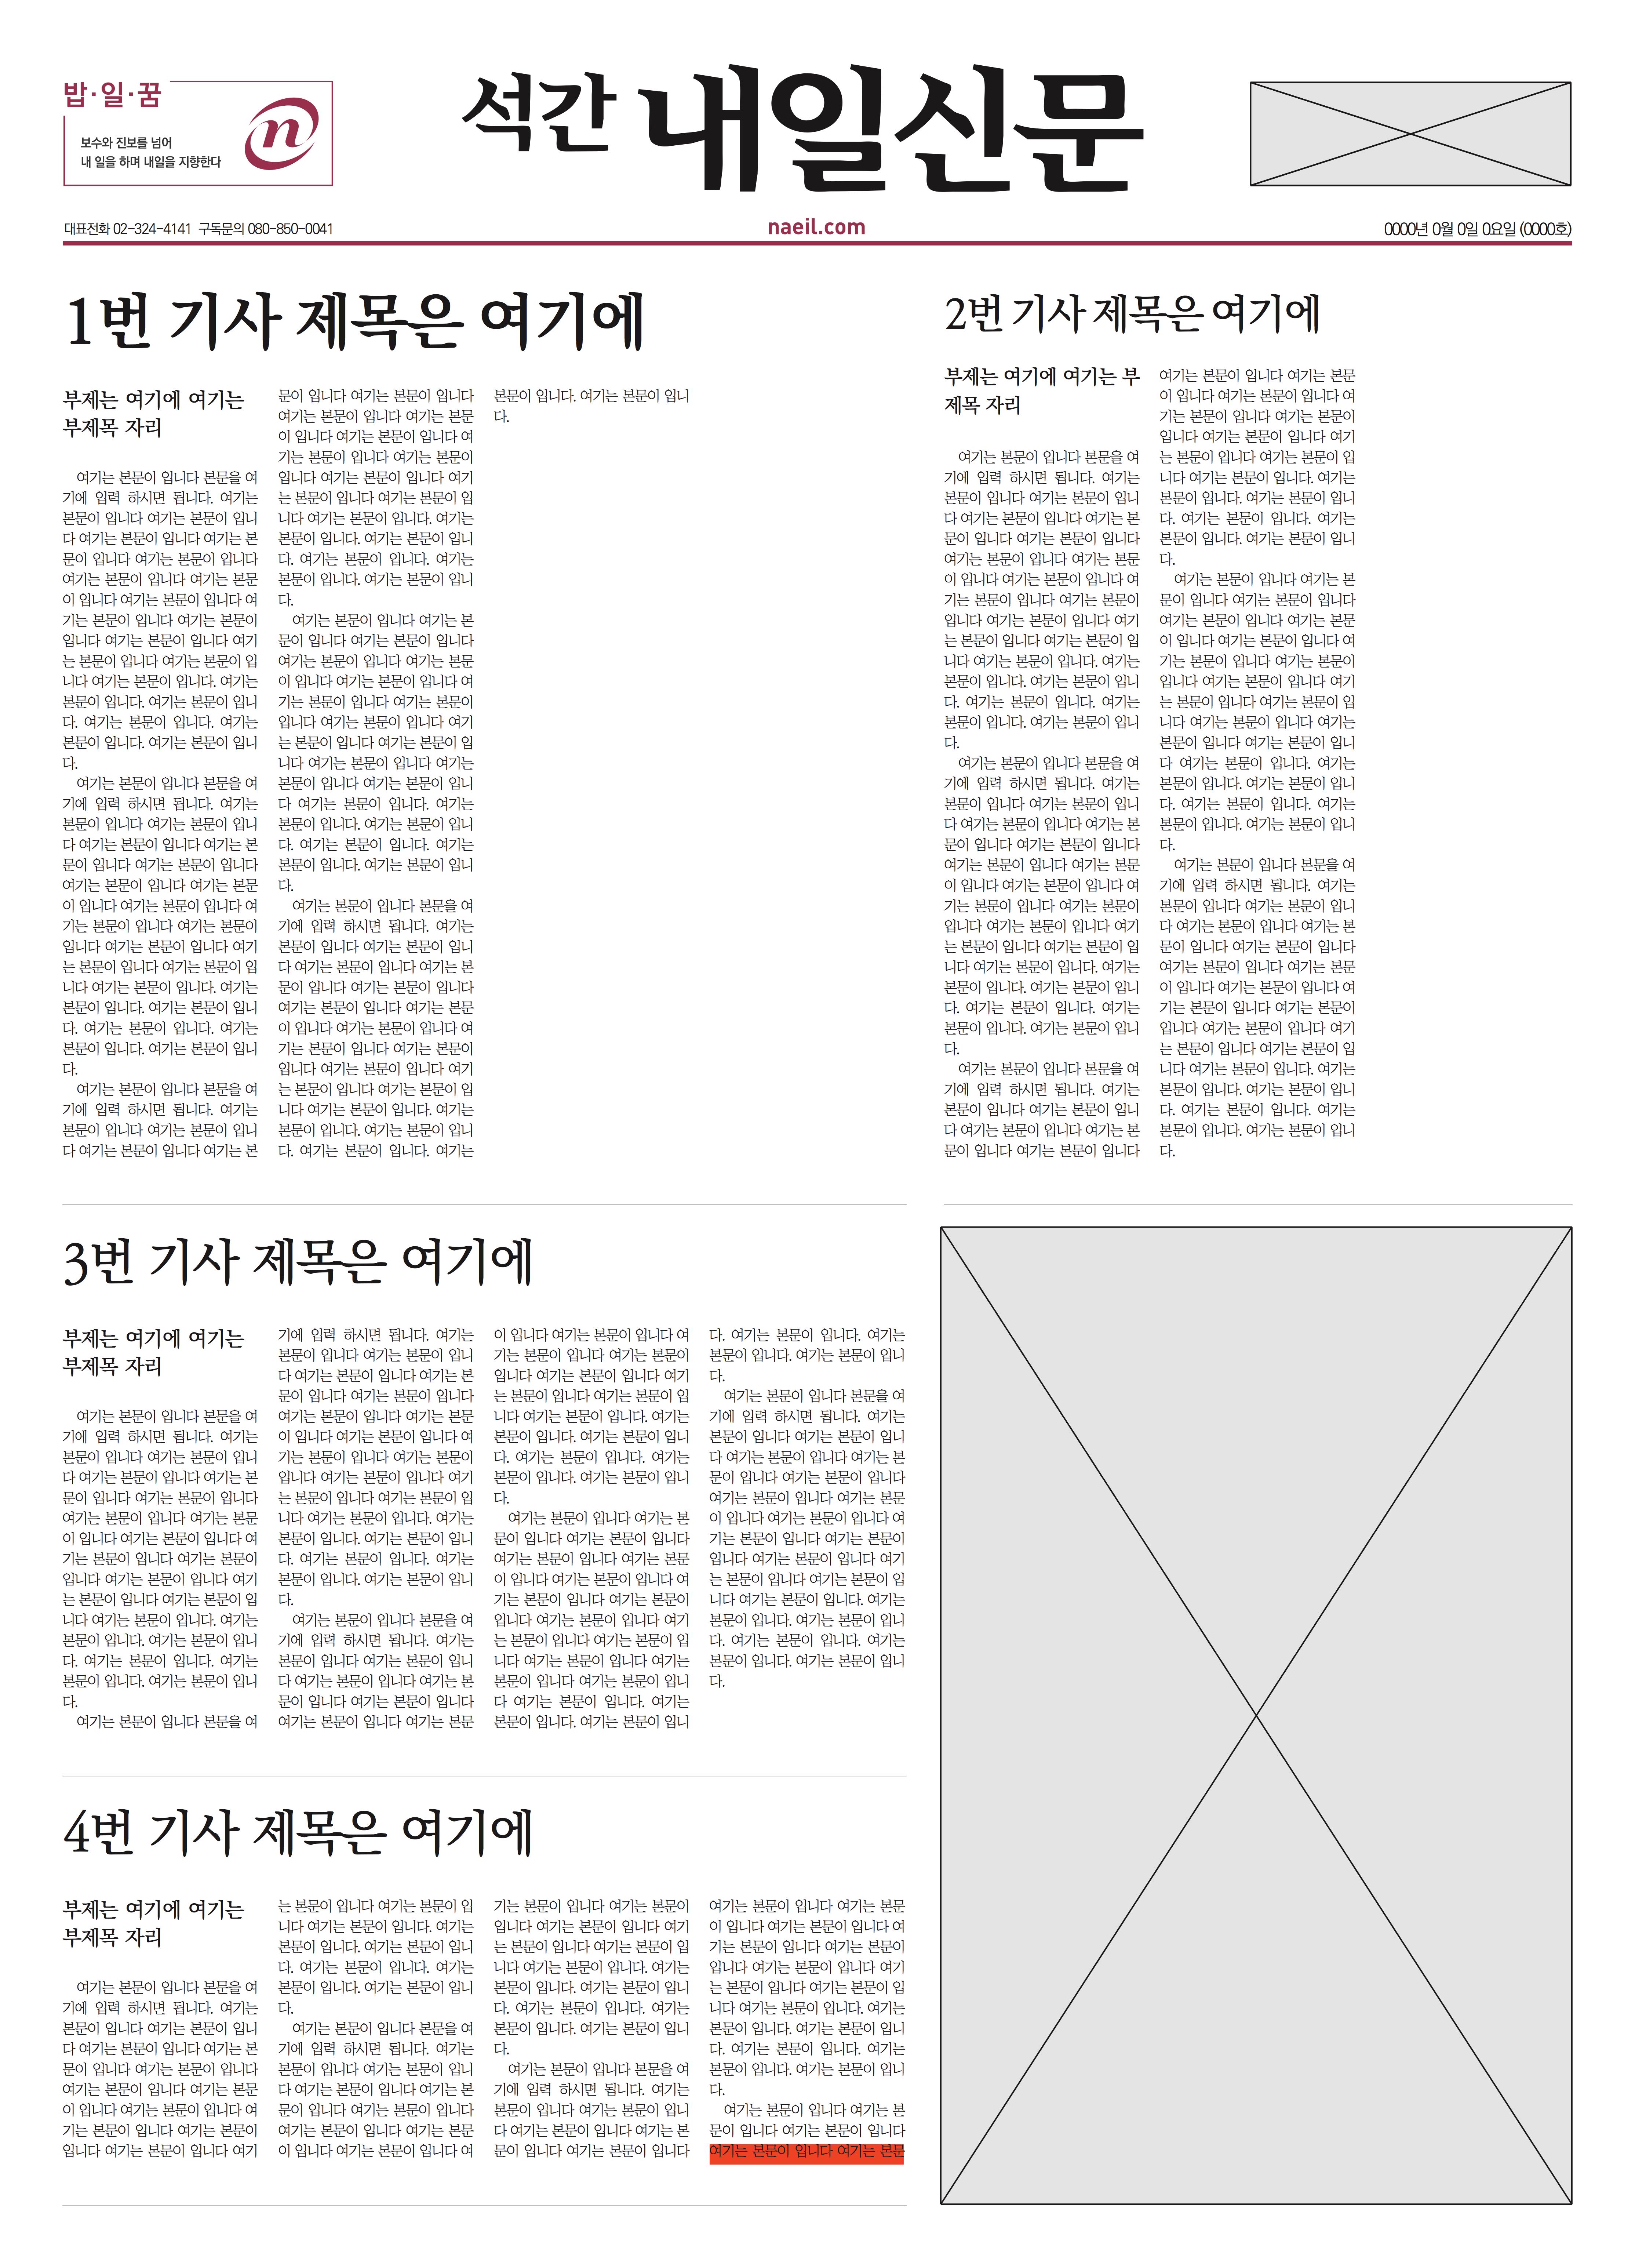 밥·일·꿈
보수와 진보를 넘어
내 일을 하며 내일을 지향한다
n
석간 내일신문
대표전화 02-324-4141 구독문의 080-850-0041
naeil.com
0000년 0월 0일 0요일 (0000호)
1번 기사 제목은 여기에
부제는 여기에 여기는
부제목 자리
여기는 본문이 입니다 본문을 여
기에 입력 하시면 됩니다. 여기는
본문이 입니다 여기는 본문이 입니
다 여기는 본문이 입니다 여기는 본
문이 입니다 여기는 본문이 입니다
여기는 본문이 입니다 여기는 본문
이 입니다 여기는 본문이 입니다 여
기는 본문이 입니다 여기는 본문이
입니다 여기는 본문이 입니다 여기
는 본문이 입니다 여기는 본문이 입
니다 여기는 본문이 입니다. 여기는
본문이 입니다. 여기는 본문이 입니
다. 여기는 본문이 입니다. 여기는
본문이 입니다. 여기는 본문이 입니
다.
여기는 본문이 입니다 본문을 여
기에 입력 하시면 됩니다. 여기는
본문이 입니다 여기는 본문이 입니
다 여기는 본문이 입니다 여기는 본
문이 입니다 여기는 본문이 입니다
여기는 본문이 입니다 여기는 본문
이 입니다 여기는 본문이 입니다 여
기는 본문이 입니다 여기는 본문이
입니다 여기는 본문이 입니다 여기
는 본문이 입니다 여기는 본문이 입
니다 여기는 본문이 입니다. 여기는
본문이 입니다. 여기는 본문이 입니
다. 여기는 본문이 입니다. 여기는
본문이 입니다. 여기는 본문이 입니
다.
여기는 본문이 입니다 본문을 여
기에 입력 하시면 됩니다. 여기는
본문이 입니다 여기는 본문이 입니
다 여기는 본문이 입니다 여기는 본
문이 입니다 여기는 본문이 입니다
여기는 본문이 입니다 여기는 본문
이 입니다 여기는 본문이 입니다 여
기는 본문이 입니다 여기는 본문이
입니다 여기는 본문이 입니다 여기
는 본문이 입니다 여기는 본문이 입
니다 여기는 본문이 입니다. 여기는
본문이 입니다. 여기는 본문이 입니
다. 여기는 본문이 입니다. 여기는
본문이 입니다. 여기는 본문이 입니
다.
여기는 본문이 입니다 여기는 본
문이 입니다 여기는 본문이 입니다
여기는 본문이 입니다 여기는 본문
이 입니다 여기는 본문이 입니다 여
기는 본문이 입니다 여기는 본문이
입니다 여기는 본문이 입니다 여기
는 본문이 입니다 여기는 본문이 입
니다 여기는 본문이 입니다 여기는
본문이 입니다 여기는 본문이 입니
다 여기는 본문이 입니다. 여기는
본문이 입니다. 여기는 본문이 입니
다. 여기는 본문이 입니다. 여기는
본문이 입니다. 여기는 본문이 입니
다.
여기는 본문이 입니다 본문을 여
기에 입력 하시면 됩니다. 여기는
본문이 입니다 여기는 본문이 입니
다 여기는 본문이 입니다 여기는 본
문이 입니다 여기는 본문이 입니다
여기는 본문이 입니다 여기는 본문
이 입니다 여기는 본문이 입니다 여
기는 본문이 입니다 여기는 본문이
입니다 여기는 본문이 입니다 여기
는 본문이 입니다 여기는 본문이 입
니다 여기는 본문이 입니다. 여기는
본문이 입니다. 여기는 본문이 입니
다. 여기는 본문이 입니다. 여기는
본문이 입니다. 여기는 본문이 입니
다.
2번 기사 제목은 여기에
부제는 여기에 여기는 부
제목 자리
여기는 본문이 입니다 본문을 여
기에 입력 하시면 됩니다. 여기는
본문이 입니다 여기는 본문이 입니
다 여기는 본문이 입니다 여기는 본
문이 입니다 여기는 본문이 입니다
여기는 본문이 입니다 여기는 본문
이 입니다 여기는 본문이 입니다 여
기는 본문이 입니다 여기는 본문이
입니다 여기는 본문이 입니다 여기
는 본문이 입니다 여기는 본문이 입
니다 여기는 본문이 입니다. 여기는
본문이 입니다. 여기는 본문이 입니
다. 여기는 본문이 입니다. 여기는
본문이 입니다. 여기는 본문이 입니
다.
여기는 본문이 입니다 본문을 여
기에 입력 하시면 됩니다. 여기는
본문이 입니다 여기는 본문이 입니
다 여기는 본문이 입니다 여기는 본
문이 입니다 여기는 본문이 입니다
여기는 본문이 입니다 여기는 본문
이 입니다 여기는 본문이 입니다 여
기는 본문이 입니다 여기는 본문이
입니다 여기는 본문이 입니다 여기
는 본문이 입니다 여기는 본문이 입
니다 여기는 본문이 입니다. 여기는
본문이 입니다. 여기는 본문이 입니
다. 여기는 본문이 입니다. 여기는
본문이 입니다. 여기는 본문이 입니
다.
여기는 본문이 입니다 본문을 여
기에 입력 하시면 됩니다. 여기는
본문이 입니다 여기는 본문이 입니
다 여기는 본문이 입니다 여기는 본
문이 입니다 여기는 본문이 입니다
여기는 본문이 입니다 여기는 본문
이 입니다 여기는 본문이 입니다 여
기는 본문이 입니다 여기는 본문이
입니다 여기는 본문이 입니다 여기
는 본문이 입니다 여기는 본문이 입
니다 여기는 본문이 입니다. 여기는
본문이 입니다. 여기는 본문이 입니
다. 여기는 본문이 입니다. 여기는
본문이 입니다. 여기는 본문이 입니
다.
여기는 본문이 입니다 여기는 본
문이 입니다 여기는 본문이 입니다
여기는 본문이 입니다 여기는 본문
이 입니다 여기는 본문이 입니다 여
기는 본문이 입니다 여기는 본문이
입니다 여기는 본문이 입니다 여기
는 본문이 입니다 여기는 본문이 입
니다 여기는 본문이 입니다 여기는
본문이 입니다 여기는 본문이 입니
다 여기는 본문이 입니다. 여기는
본문이 입니다. 여기는 본문이 입니
다. 여기는 본문이 입니다. 여기는
본문이 입니다. 여기는 본문이 입니
다.
여기는 본문이 입니다 본문을 여
기에 입력 하시면 됩니다. 여기는
본문이 입니다 여기는 본문이 입니
다 여기는 본문이 입니다 여기는 본
문이 입니다 여기는 본문이 입니다
여기는 본문이 입니다 여기는 본문
이 입니다 여기는 본문이 입니다 여
기는 본문이 입니다 여기는 본문이
입니다 여기는 본문이 입니다 여기
는 본문이 입니다 여기는 본문이 입
니다 여기는 본문이 입니다. 여기는
본문이 입니다. 여기는 본문이 입니
다. 여기는 본문이 입니다. 여기는
본문이 입니다. 여기는 본문이 입니
다.
3번 기사 제목은 여기에
부제는 여기에 여기는
부제목 자리
여기는 본문이 입니다 본문을 여
기에 입력 하시면 됩니다. 여기는
본문이 입니다 여기는 본문이 입니
다 여기는 본문이 입니다 여기는 본
문이 입니다 여기는 본문이 입니다
여기는 본문이 입니다 여기는 본문
이 입니다 여기는 본문이 입니다 여
기는 본문이 입니다 여기는 본문이
입니다 여기는 본문이 입니다 여기
는 본문이 입니다 여기는 본문이 입
니다 여기는 본문이 입니다. 여기는
본문이 입니다. 여기는 본문이 입니
다. 여기는 본문이 입니다. 여기는
본문이 입니다. 여기는 본문이 입니
다.
여기는 본문이 입니다 본문을 여
기에 입력 하시면 됩니다. 여기는
본문이 입니다 여기는 본문이 입니
다 여기는 본문이 입니다 여기는 본
문이 입니다 여기는 본문이 입니다
여기는 본문이 입니다 여기는 본문
이 입니다 여기는 본문이 입니다 여
기는 본문이 입니다 여기는 본문이
입니다 여기는 본문이 입니다 여기
는 본문이 입니다 여기는 본문이 입
니다 여기는 본문이 입니다. 여기는
본문이 입니다. 여기는 본문이 입니
다. 여기는 본문이 입니다. 여기는
본문이 입니다. 여기는 본문이 입니
다.
여기는 본문이 입니다 본문을 여
기에 입력 하시면 됩니다. 여기는
본문이 입니다 여기는 본문이 입니
다 여기는 본문이 입니다 여기는 본
문이 입니다 여기는 본문이 입니다
여기는 본문이 입니다 여기는 본문
이 입니다 여기는 본문이 입니다 여
기는 본문이 입니다 여기는 본문이
입니다 여기는 본문이 입니다 여기
는 본문이 입니다 여기는 본문이 입
니다 여기는 본문이 입니다. 여기는
본문이 입니다. 여기는 본문이 입니
다. 여기는 본문이 입니다. 여기는
본문이 입니다. 여기는 본문이 입니
다.
여기는 본문이 입니다 여기는 본
문이 입니다 여기는 본문이 입니다
여기는 본문이 입니다 여기는 본문
이 입니다 여기는 본문이 입니다 여
기는 본문이 입니다 여기는 본문이
입니다 여기는 본문이 입니다 여기
는 본문이 입니다 여기는 본문이 입
니다 여기는 본문이 입니다 여기는
본문이 입니다 여기는 본문이 입니
다 여기는 본문이 입니다. 여기는
본문이 입니다. 여기는 본문이 입니
다. 여기는 본문이 입니다. 여기는
본문이 입니다. 여기는 본문이 입니
다.
여기는 본문이 입니다 본문을 여
기에 입력 하시면 됩니다. 여기는
본문이 입니다 여기는 본문이 입니
다 여기는 본문이 입니다 여기는 본
문이 입니다 여기는 본문이 입니다
여기는 본문이 입니다 여기는 본문
이 입니다 여기는 본문이 입니다 여
기는 본문이 입니다 여기는 본문이
입니다 여기는 본문이 입니다 여기
는 본문이 입니다 여기는 본문이 입
니다 여기는 본문이 입니다. 여기는
본문이 입니다. 여기는 본문이 입니
다. 여기는 본문이 입니다. 여기는
본문이 입니다. 여기는 본문이 입니
다.
4번 기사 제목은 여기에
부제는 여기에 여기는
부제목 자리
여기는 본문이 입니다 본문을 여
기에 입력 하시면 됩니다. 여기는
본문이 입니다 여기는 본문이 입니
다 여기는 본문이 입니다 여기는 본
문이 입니다 여기는 본문이 입니다
여기는 본문이 입니다 여기는 본문
이 입니다 여기는 본문이 입니다 여
기는 본문이 입니다 여기는 본문이
입니다 여기는 본문이 입니다 여기
는 본문이 입니다 여기는 본문이 입
니다 여기는 본문이 입니다. 여기는
본문이 입니다. 여기는 본문이 입니
다. 여기는 본문이 입니다. 여기는
본문이 입니다. 여기는 본문이 입니
다.
여기는 본문이 입니다 본문을 여
기에 입력 하시면 됩니다. 여기는
본문이 입니다 여기는 본문이 입니
다 여기는 본문이 입니다 여기는 본
문이 입니다 여기는 본문이 입니다
여기는 본문이 입니다 여기는 본문
이 입니다 여기는 본문이 입니다 여
기는 본문이 입니다 여기는 본문이
입니다 여기는 본문이 입니다 여기
는 본문이 입니다 여기는 본문이 입
니다 여기는 본문이 입니다. 여기는
본문이 입니다. 여기는 본문이 입니
다. 여기는 본문이 입니다. 여기는
본문이 입니다. 여기는 본문이 입니
다.
여기는 본문이 입니다 본문을 여
기에 입력 하시면 됩니다. 여기는
본문이 입니다 여기는 본문이 입니
다 여기는 본문이 입니다 여기는 본
문이 입니다 여기는 본문이 입니다
여기는 본문이 입니다 여기는 본문
이 입니다 여기는 본문이 입니다 여
기는 본문이 입니다 여기는 본문이
입니다 여기는 본문이 입니다 여기
는 본문이 입니다 여기는 본문이 입
니다 여기는 본문이 입니다. 여기는
본문이 입니다. 여기는 본문이 입니
다. 여기는 본문이 입니다. 여기는
본문이 입니다. 여기는 본문이 입니
다.
여기는 본문이 입니다 여기는 본
문이 입니다 여기는 본문이 입니다
여기는 본문이 입니다 여기는 본문